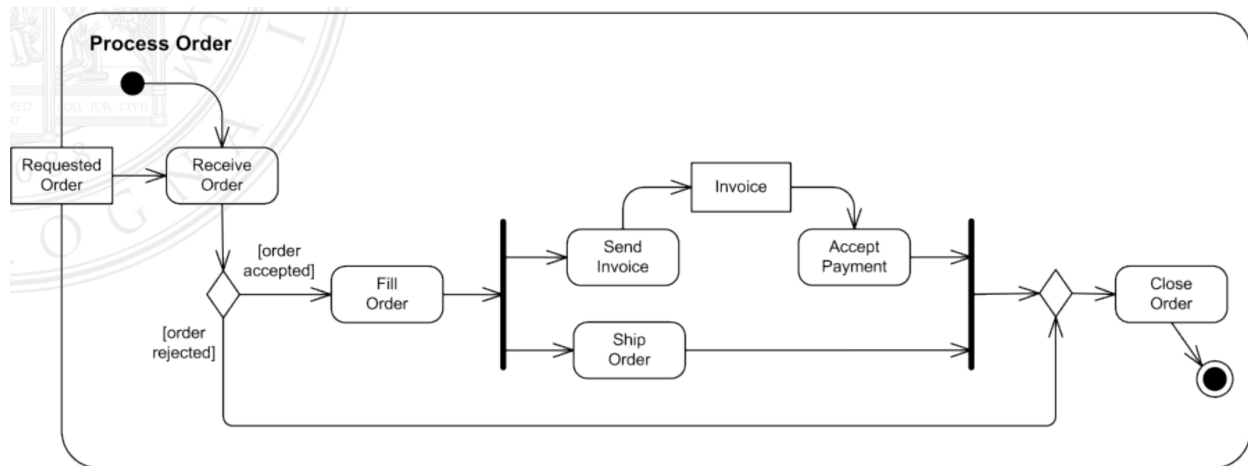 Process Order
Requested
Order
Receive
Order
[order
accepted]
[order
rejected]
Fill
Order
Send
Invoice
Invoice
Accept
Payment
Ship
Order
Close
Order